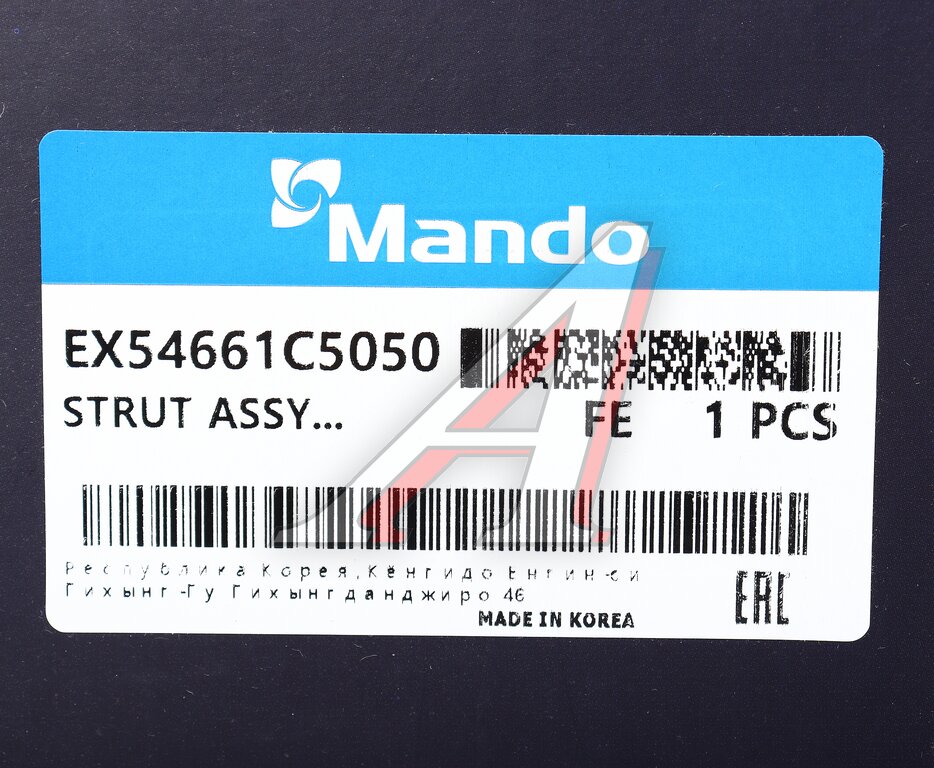 Mando
EX54661C5050
STRUT ASSY...
FE 1 PCS
Республика Корея,Кёнгидо Ёнгин-си
Гихынг-Гу Гихынгданджиро 46
MADE IN KOREA
EAC